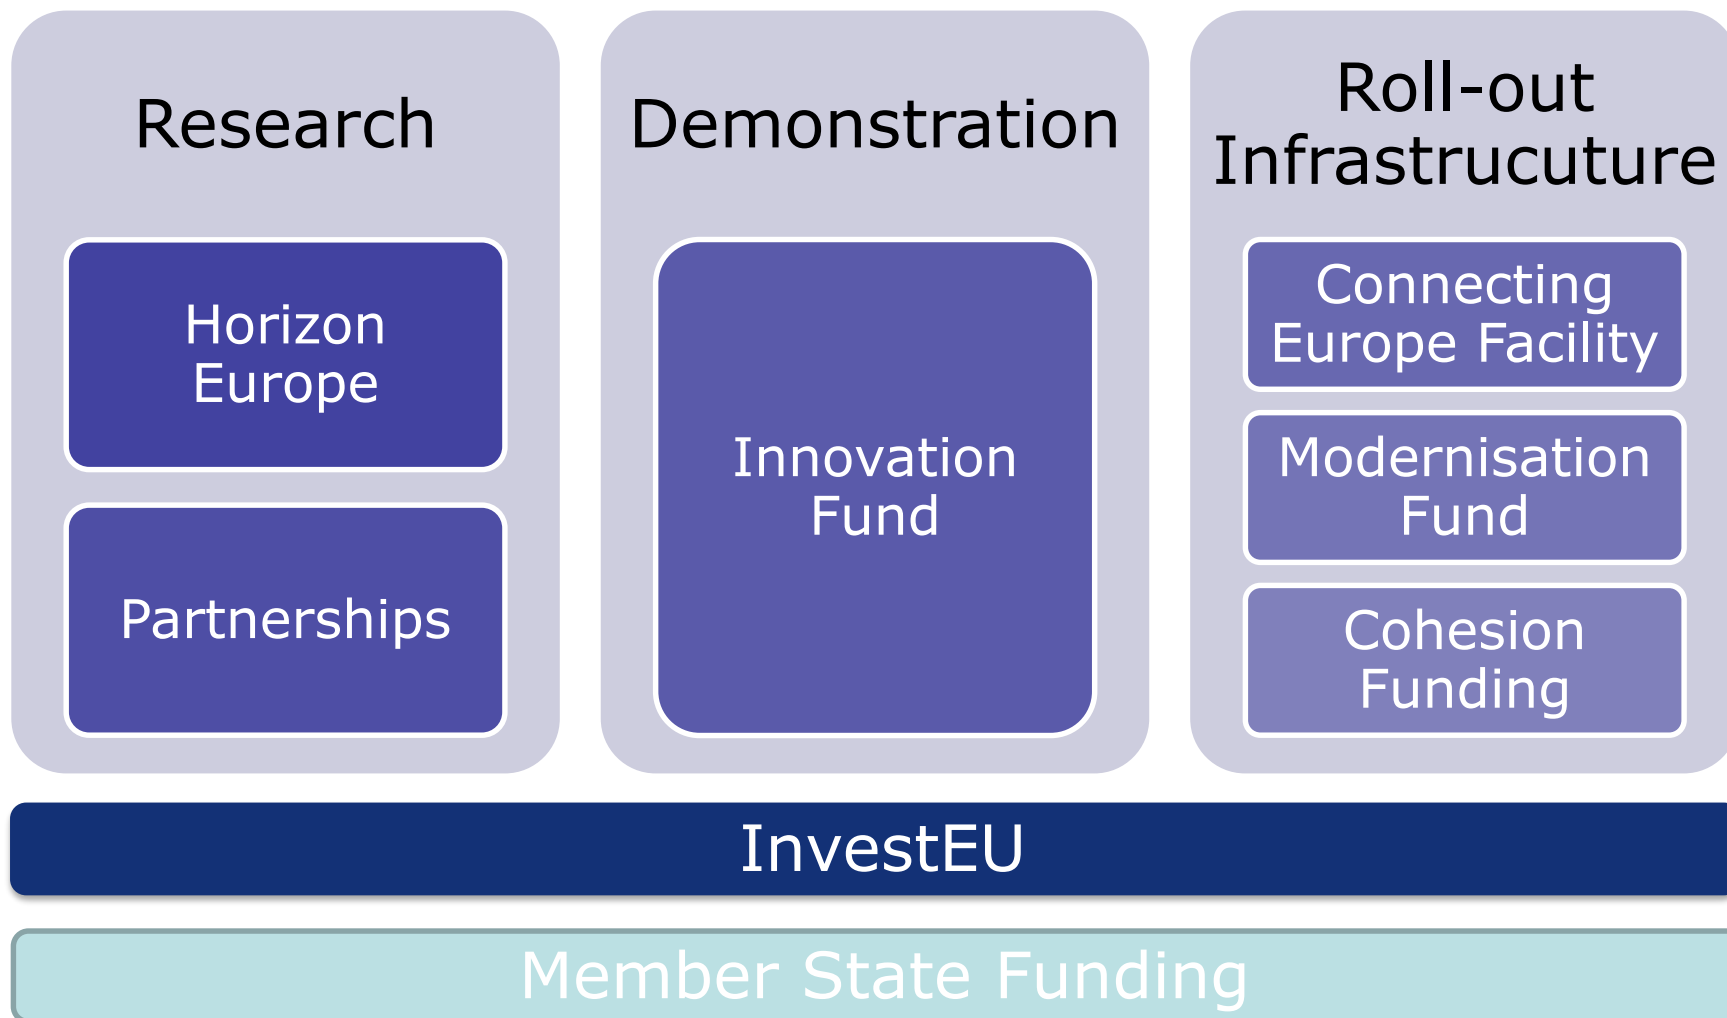 Research
Horizon
Europe
Partnerships
Demonstration
Innovation
Fund
Roll-out
Infrastrucuture
Connecting
Europe Facility
Modernisation
Fund
Cohesion
Funding
InvestEU
Member State Funding